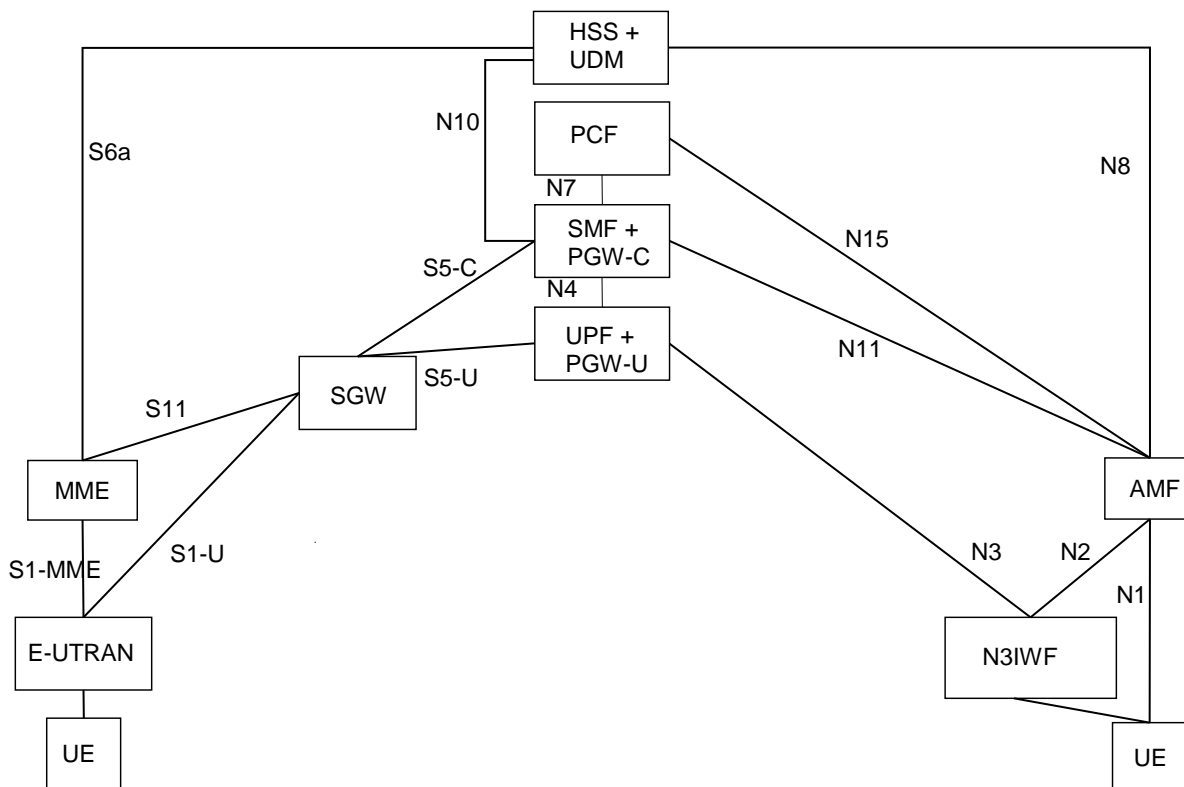 HSS +
UDM
N10
PCF
S6a
N8
N7
SMF +
PGW-C
N15
S5-C
N4
UPF +
PGW-U
N11
S5-U
SGW
S11
MME
AMF
S1-U
N3
N2
S1-MME
N1
E-UTRAN
N3IWF
UE
UE